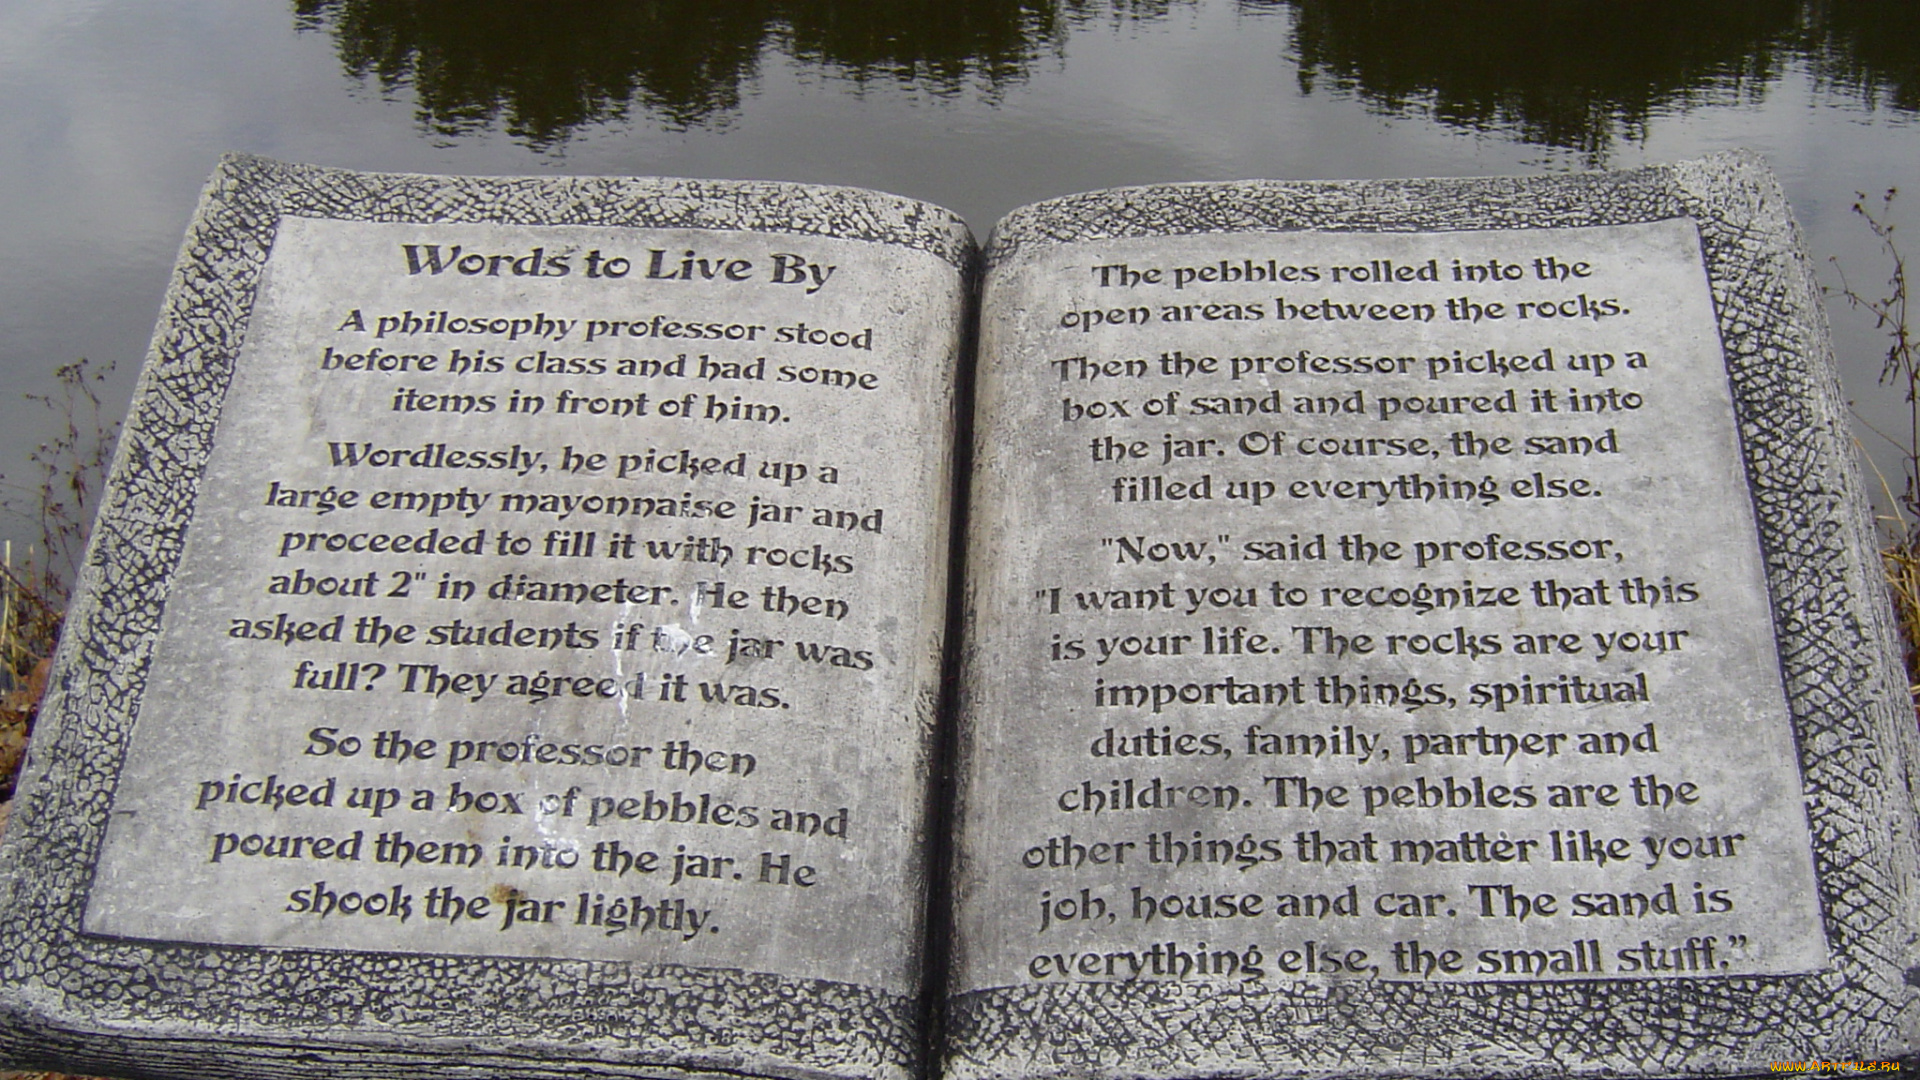 Words to Live By
A philosophy professor stood
before his class and had some
items in front of him.
Wordlessly, he picked up a
large empty mayonnaise jar and
proceeded to fill it with rocks
about 2" in diameter. He then
asked the students if the jar was
full? They agreed it was.
So the professor then
picked up a box of pebbles and
poured them into the jar. He
shook the jar lightly.
The pebbles rolled into the
open areas between the rocks.
Then the professor picked up a
box of sand and poured it into
the jar. Of course, the sand
filled up everything else.
"Now," said the professor,
"I want you to recognize that this
is your life. The rocks are your
important things, spiritual
duties, family, partner and
children. The pebbles are the
other things that matter like your
job, house and car. The sand is
everything else, the small stuff.”
www.ARTFILE.RU